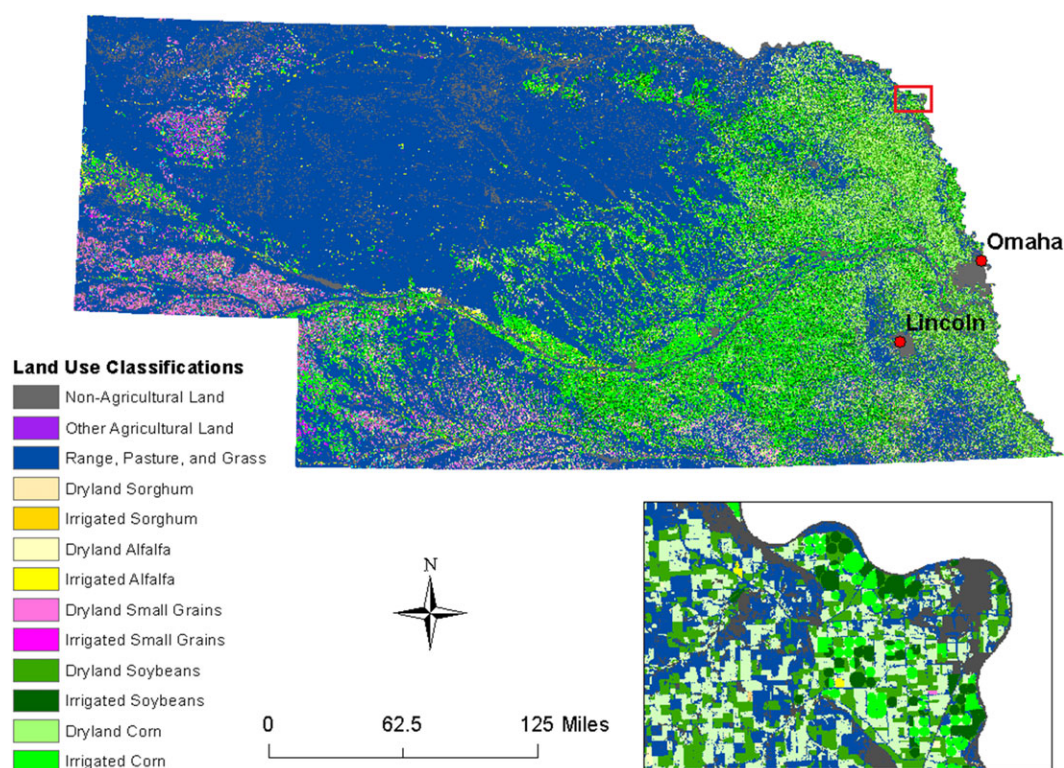 Omaha
Lincoln
Land Use Classifications
Non-Agricultural Land
Other Agricultural Land
Range, Pasture, and Grass
Dryland Sorghum
Irrigated Sorghum
Dryland Alfalfa
Irrigated Alfalfa
Dryland Small Grains
Irrigated Small Grains
Dryland Soybeans
Irrigated Soybeans
Dryland Corn
Irrigated Corn
N
0 62.5 125 Miles